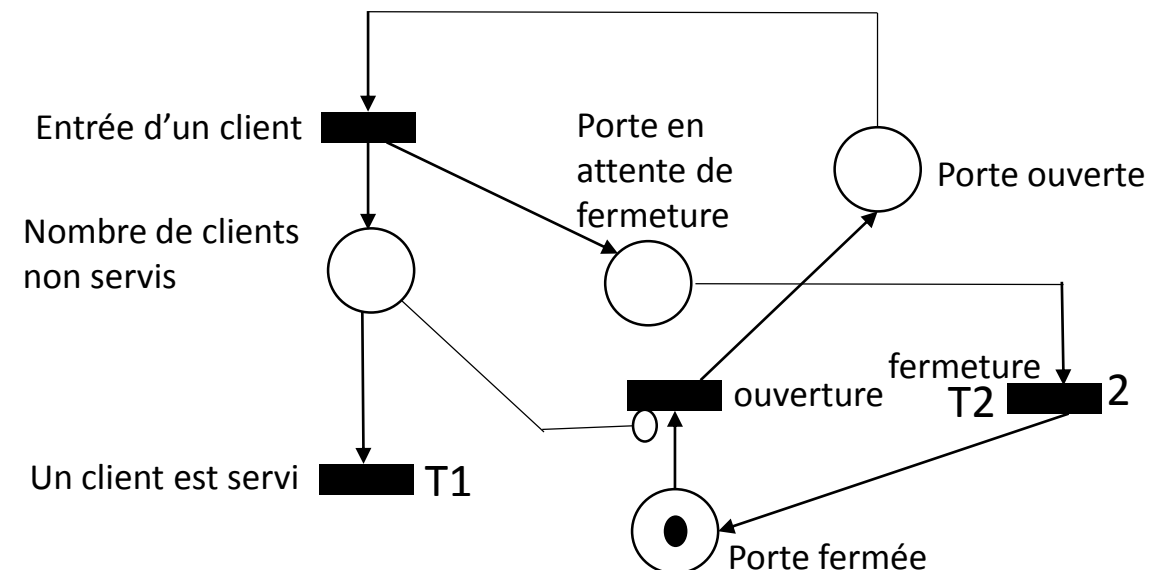 Entrée d’un client
Porte en
attente de
fermeture
Porte ouverte
Nombre de clients
non servis
fermeture
T2
2
ouverture
Un client est servi
T1
Porte fermée